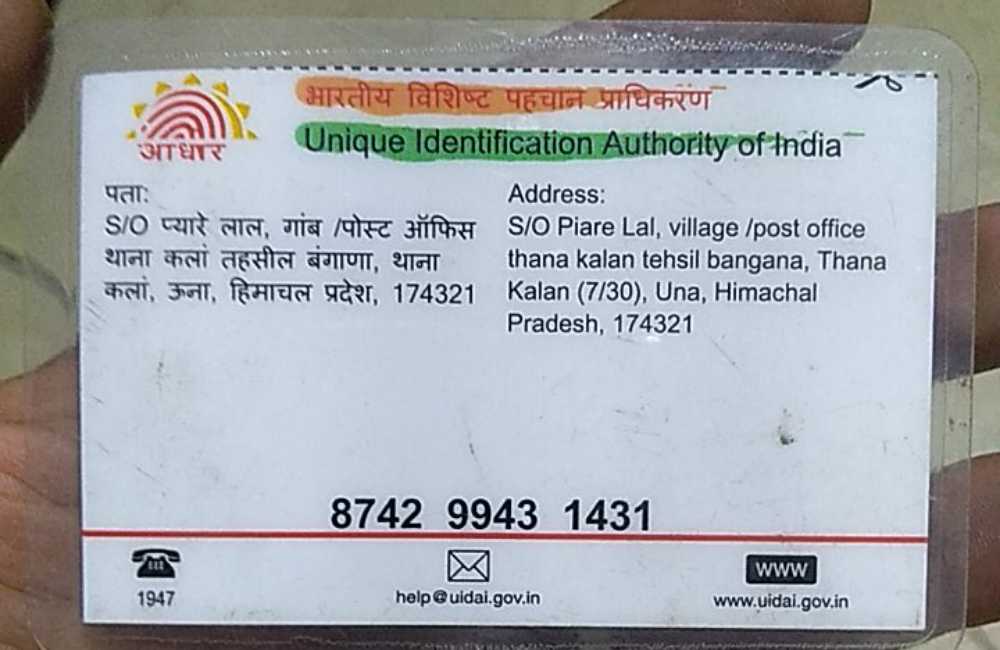 भारतीय विशिष्ट पहचान प्राधिकरण
Unique Identification Authority of India
आधार
पता:
S/O प्यारे लाल, गांब /पोस्ट ऑफिस
थाना कलां तहसील बंगाणा, थाना
कलां, ऊना, हिमाचल प्रदेश, 174321
Address:
S/O Piare Lal, village /post office
thana kalan tehsil bangana, Thana
Kalan (7/30), Una, Himachal
Pradesh, 174321
8742 9943 1431
1947
help@uidai.gov.in
www
www.uidai.gov.in